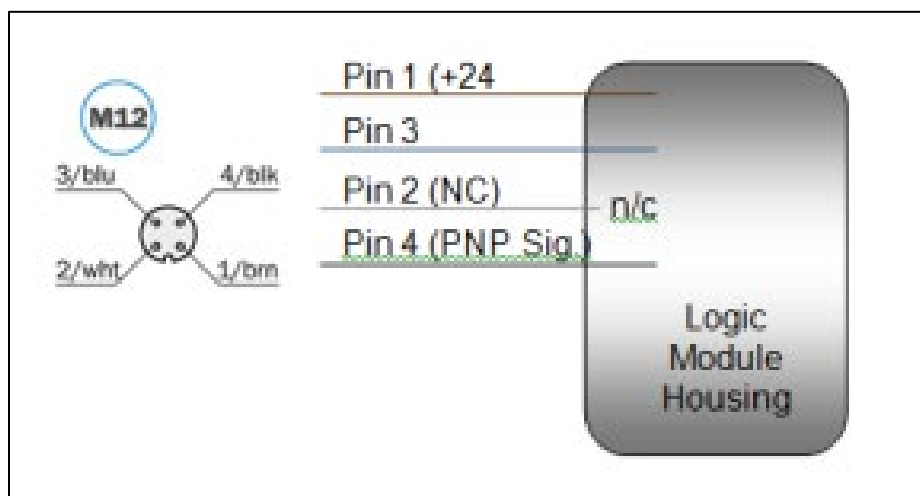 M12
3/blu
4/blk
2/wht
1/brn
Pin 1 (+24
Pin 3
Pin 2 (NC)
n/c
Pin 4 (PNP Sig.)
Logic
Module
Housing